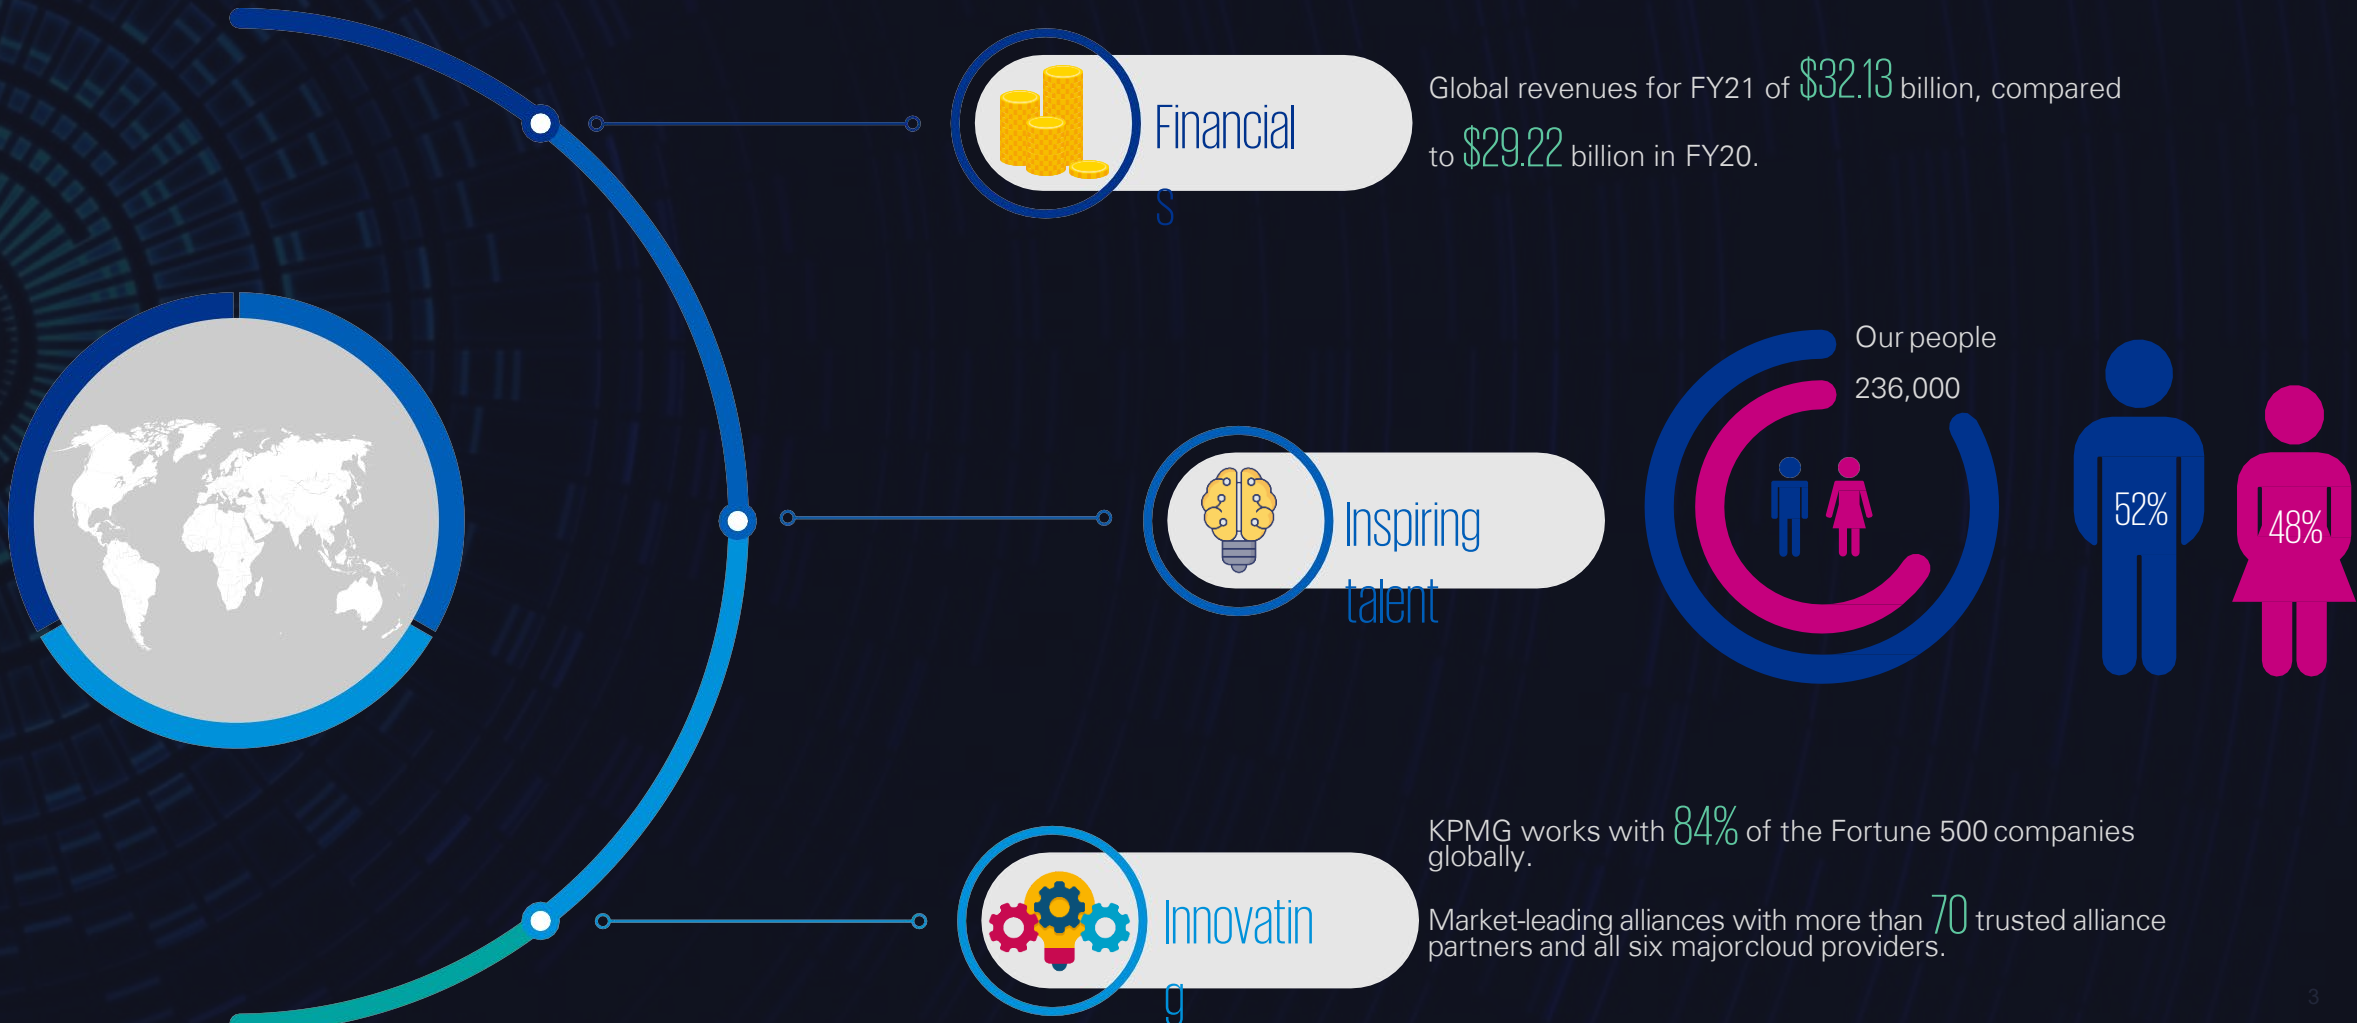 Financial
s
Global revenues for FY21 of $32.13 billion, compared
to $29.22 billion in FY20.
Inspiring
talent
Our people
236,000
52%
48%
Innovatin
g
KPMG works with 84% of the Fortune 500 companies
globally.
Market-leading alliances with more than 70 trusted alliance
partners and all six majorcloud providers.
3